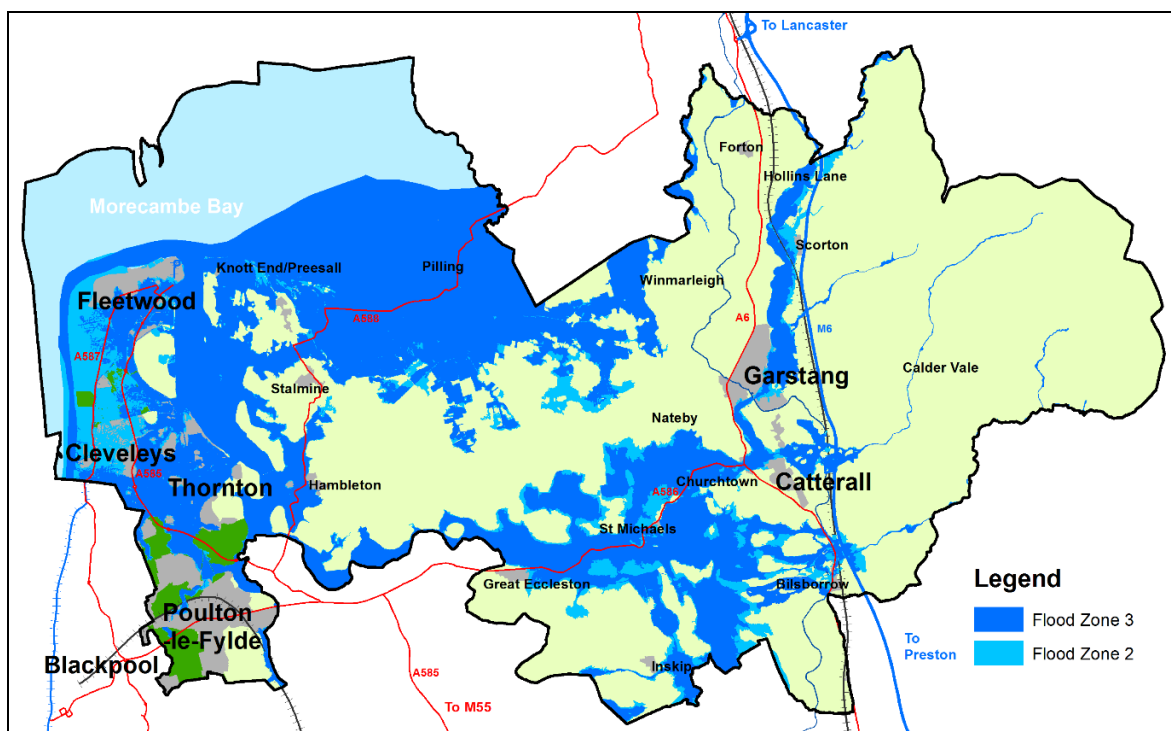 To Lancaster
Forton
Hollins Lane
Morecambe Bay
Scorton
Knott End/Preesall
Pilling
Winmarleigh
Fleetwood
A588
A6
M6
A587
Garstang
Calder Vale
Stalmine
Nateby
Cleveleys
A585
Thornton
Hambleton
Churchtown
Catterall
A586
St Michaels
Great Eccleston
Bilsborrow
Legend
Flood Zone 3
Flood Zone 2
Poulton
-le-Fylde
Blackpool
To
Preston
Inskip
A585
To M55